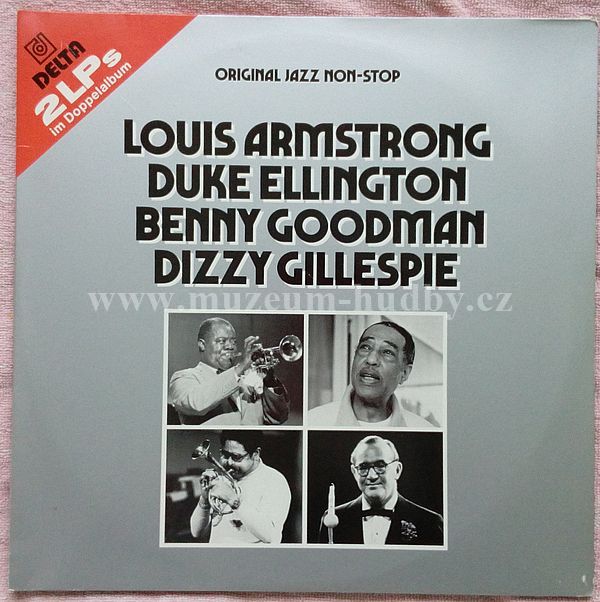 DELTA
2LPs
im Doppelalbum
ORIGINAL JAZZ NON-STOP
LOUIS ARMSTRONG
DUKE ELLINGTON
BENNY GOODMAN
DIZZY GILLESPIE
www.muzeum-hudby.cz